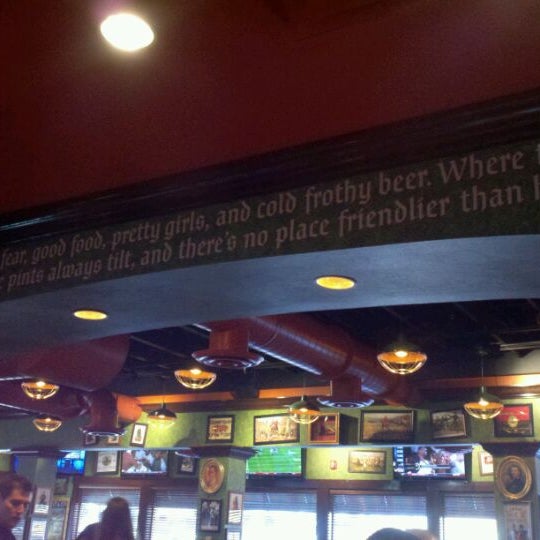 fear, good food, pretty girls, and cold frothy beer. Where
pints always tilt, and there's no place friendlier than